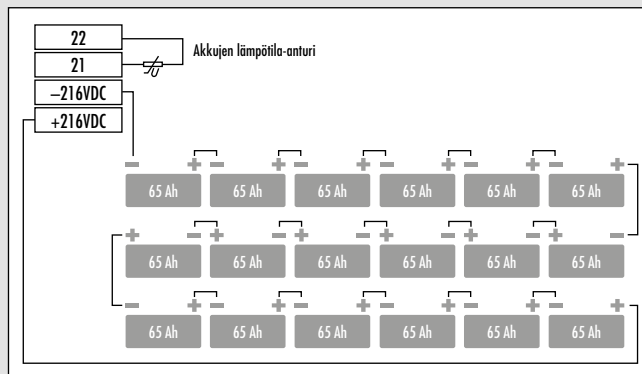 22
Akkujen lämpötila-anturi
21
–216VDC
+216VDC
– + – + – + – + – + – +
65 Ah 65 Ah 65 Ah 65 Ah 65 Ah 65 Ah
+ – + – + – + – + – + –
65 Ah 65 Ah 65 Ah 65 Ah 65 Ah 65 Ah
– + – + – + – + – + – +
65 Ah 65 Ah 65 Ah 65 Ah 65 Ah 65 Ah